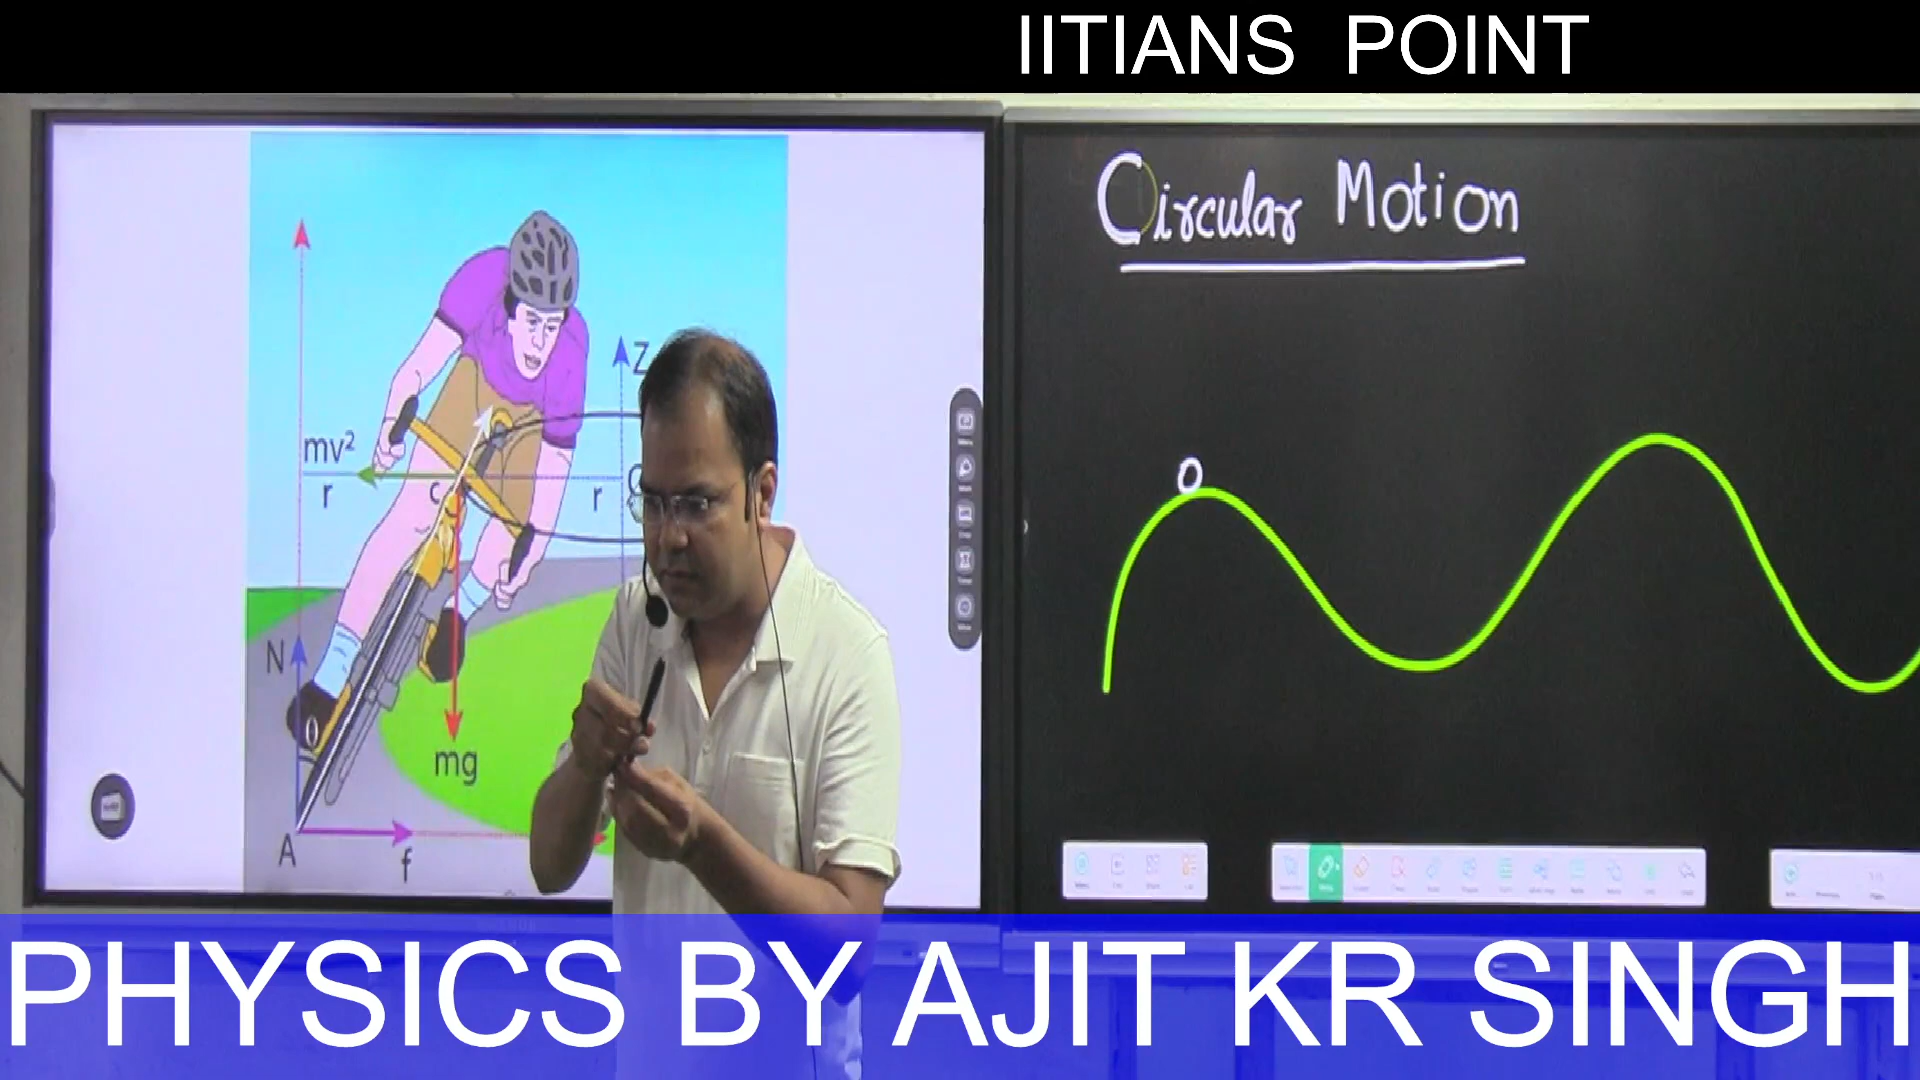 IITIANS POINT
Circular Motion
Z
mv²
r
c
r
N
θ
mg
A
f
PHYSICS BY AJIT KR SINGH